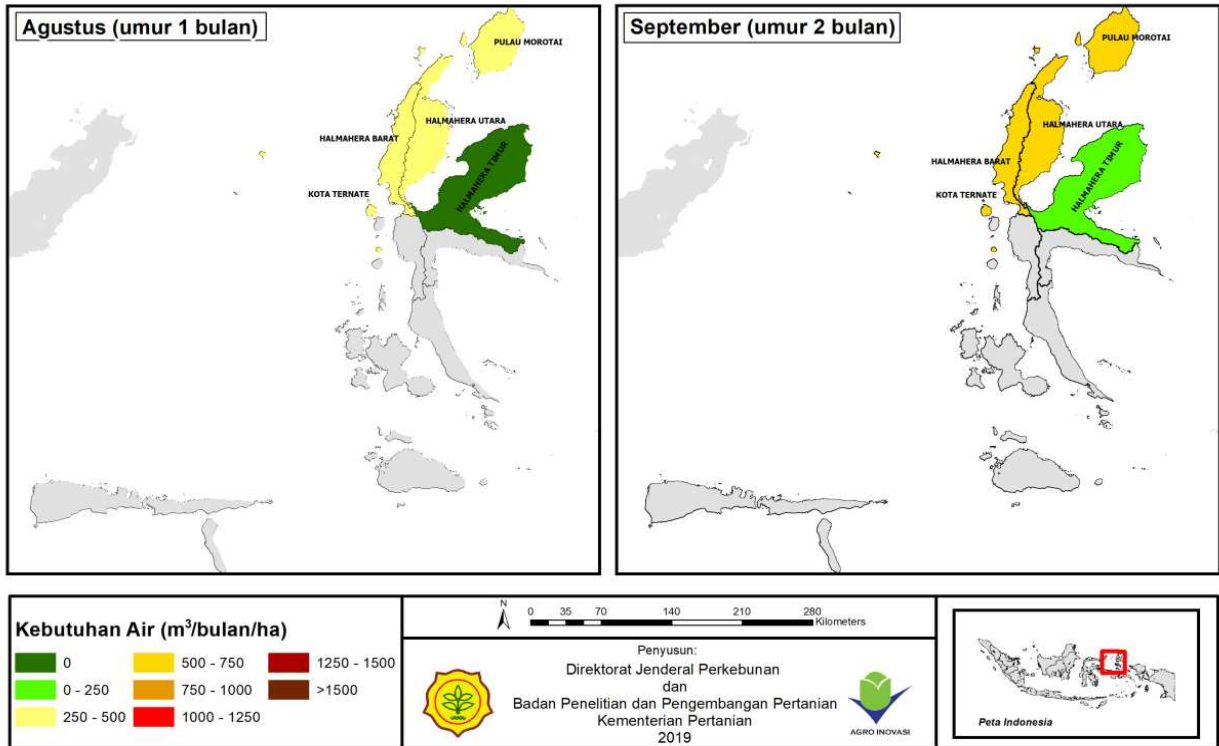 Agustus (umur 1 bulan)
PULAU MOROTAI
HALMAHERA UTARA
HALMAHERA BARAT
HALMAHERA TIMUR
KOTA TERNATE
September (umur 2 bulan)
PULAU MOROTAI
HALMAHERA UTARA
HALMAHERA BARAT
HALMAHERA TIMUR
KOTA TERNATE
Kebutuhan Air (m³/bulan/ha)
0
0 - 250
250 - 500
500 - 750
750 - 1000
1000 - 1250
1250 - 1500
>1500
N
0 35 70 140 210 280
Kilometers
Penyusun:
Direktorat Jenderal Perkebunan
dan
Badan Penelitian dan Pengembangan Pertanian
Kementerian Pertanian
2019
AGRO INOVASI
Peta Indonesia